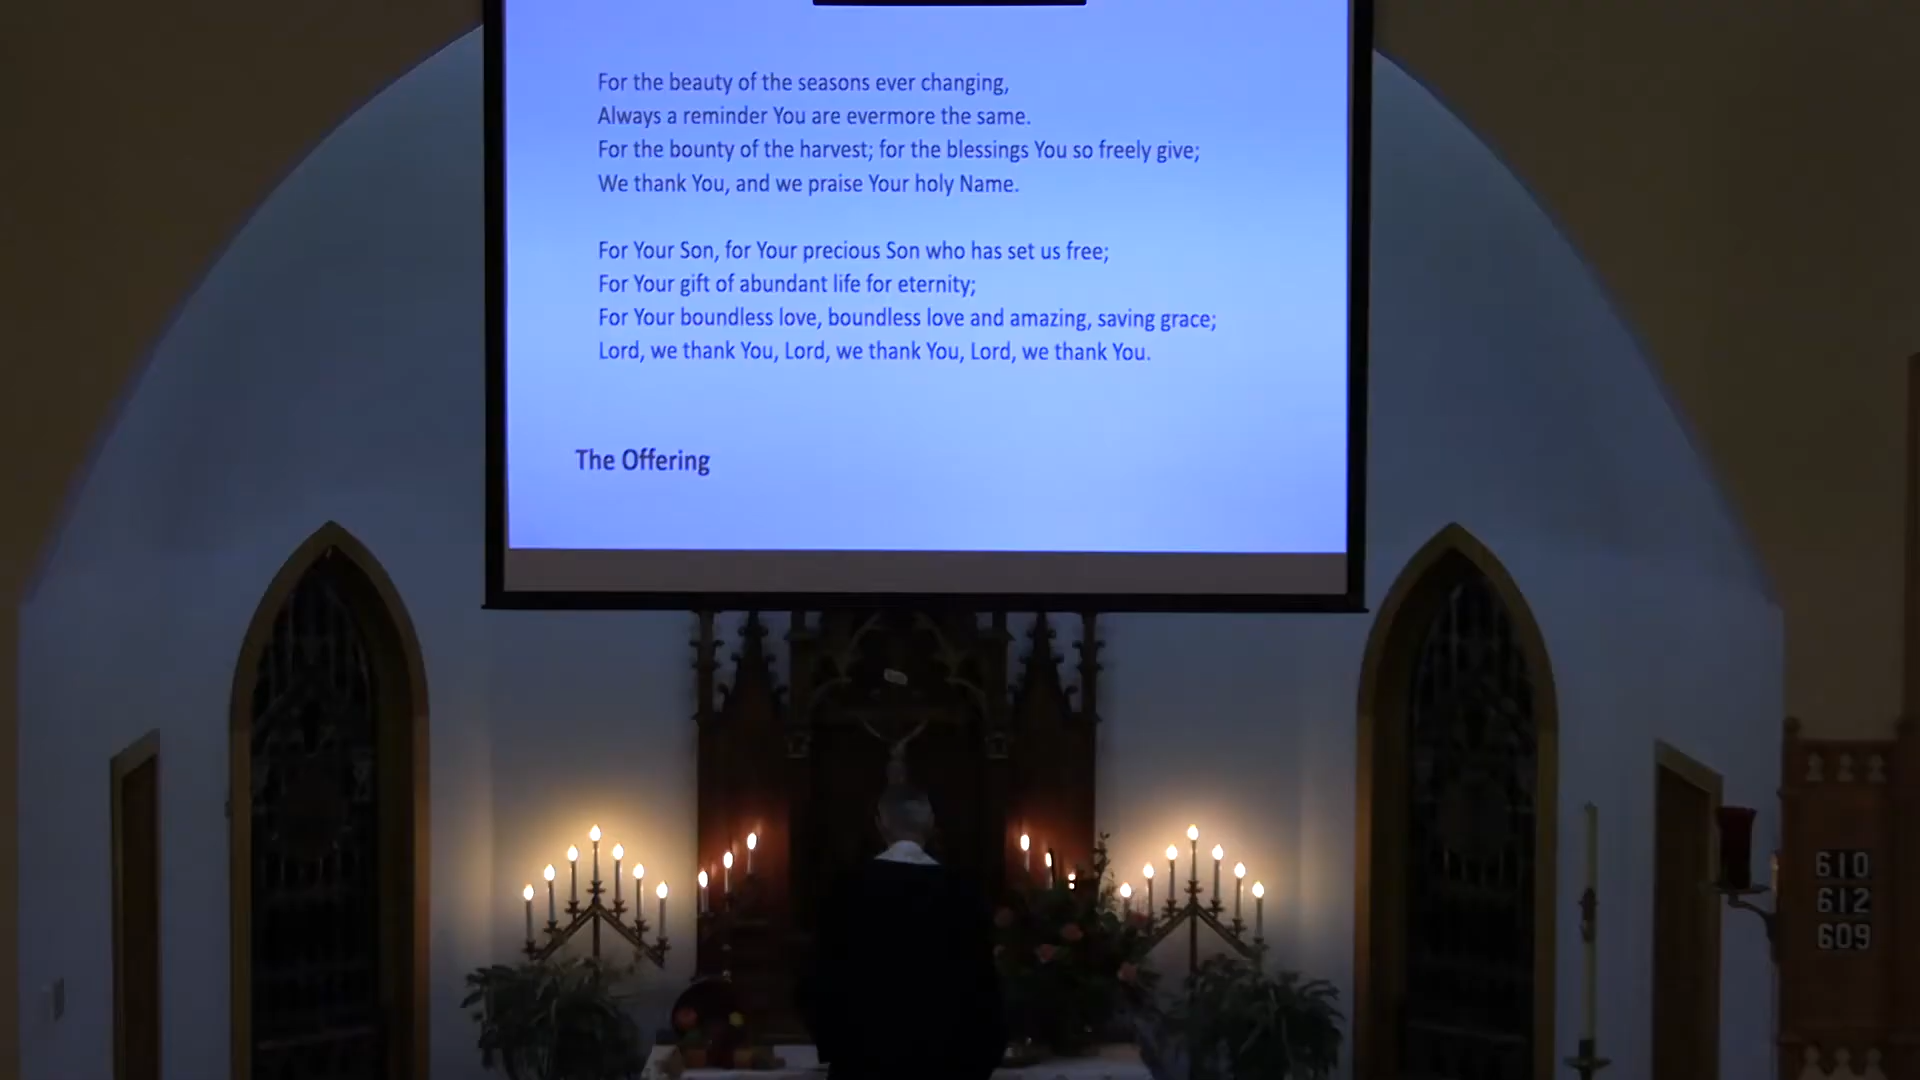 For the beauty of the seasons ever changing,
Always a reminder You are evermore the same.
For the bounty of the harvest; for the blessings You so freely give;
We thank You, and we praise Your holy Name.
For Your Son, for Your precious Son who has set us free;
For Your gift of abundant life for eternity;
For Your boundless love, boundless love and amazing, saving grace;
Lord, we thank You, Lord, we thank You, Lord, we thank You.
The Offering
610
612
609